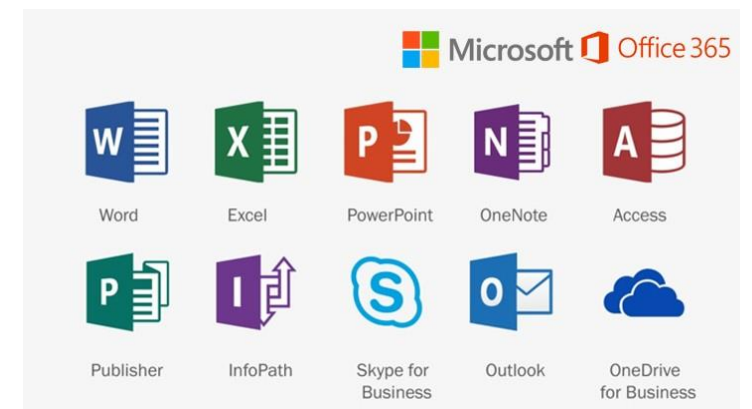 Microsoft Office 365
W X P N A
Word Excel PowerPoint OneNote Access
P I S O
Publisher InfoPath Skype for Business Outlook OneDrive for Business